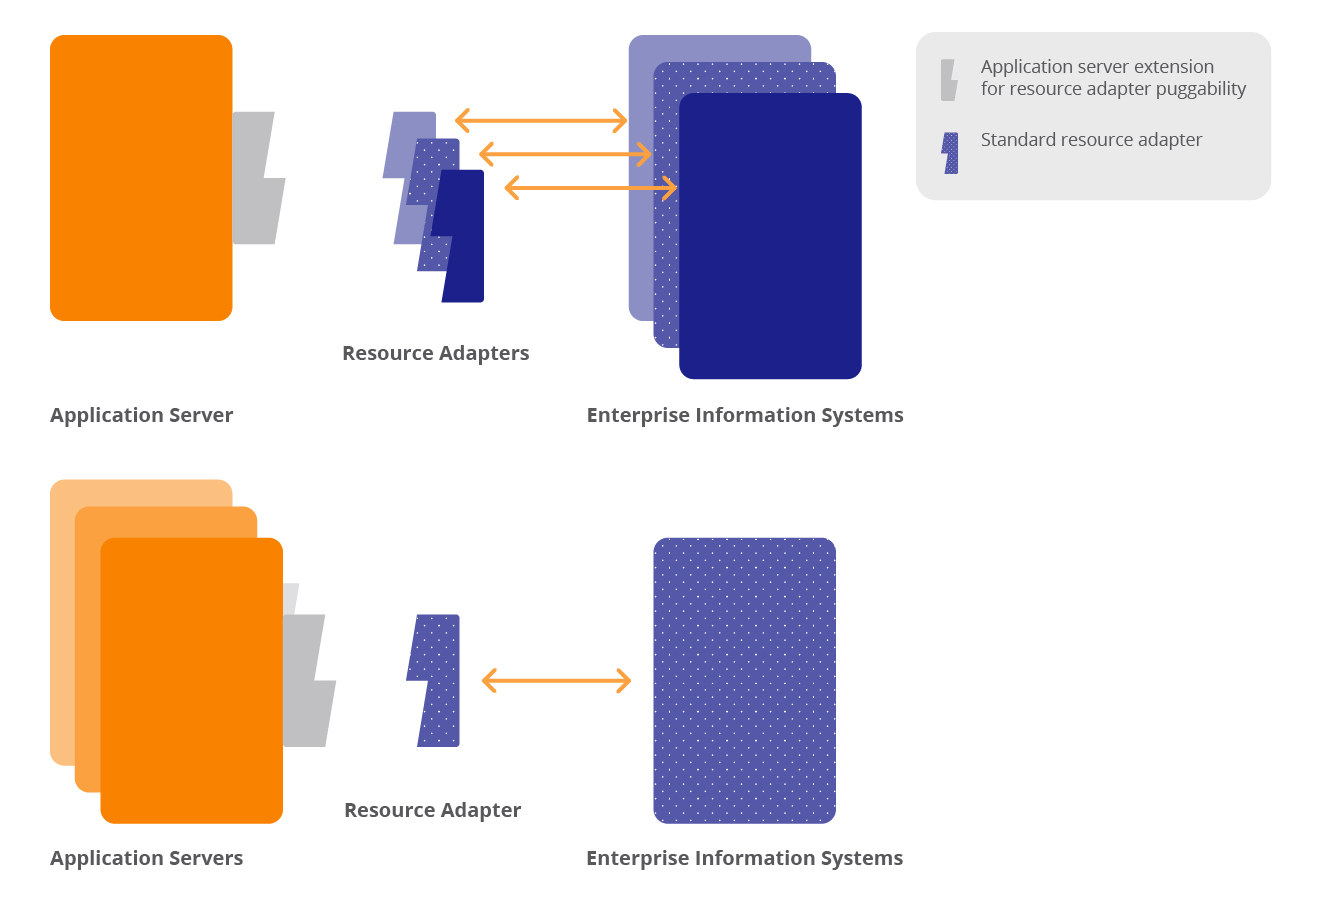 Application server extension
for resource adapter puggability
Standard resource adapter
Resource Adapters
Application Server
Enterprise Information Systems
Resource Adapter
Application Servers
Enterprise Information Systems